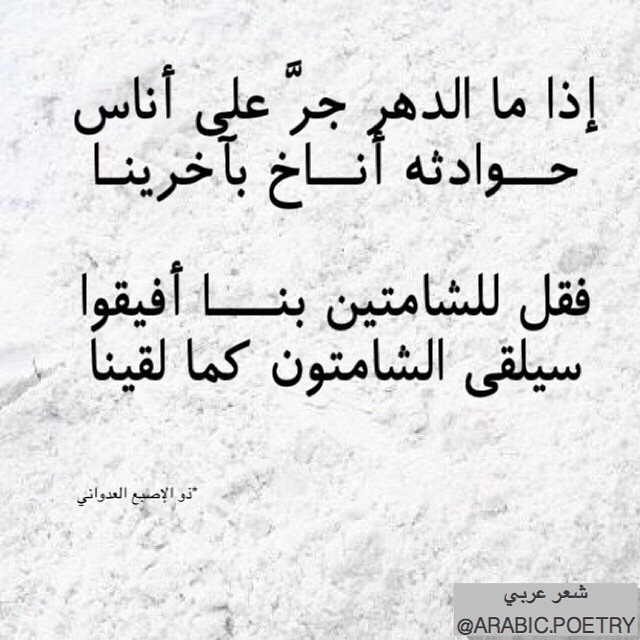 إذا ما الدهر جرَّ على أناس
حـــوادثه أنـــاخ بآخرينـا
فقل للشامتين بنـــــا أفيقوا
سيلقى الشامتون كما لقينا
*ذو الإصبع العدواني
شعر عربي
@ARABIC.POETRY